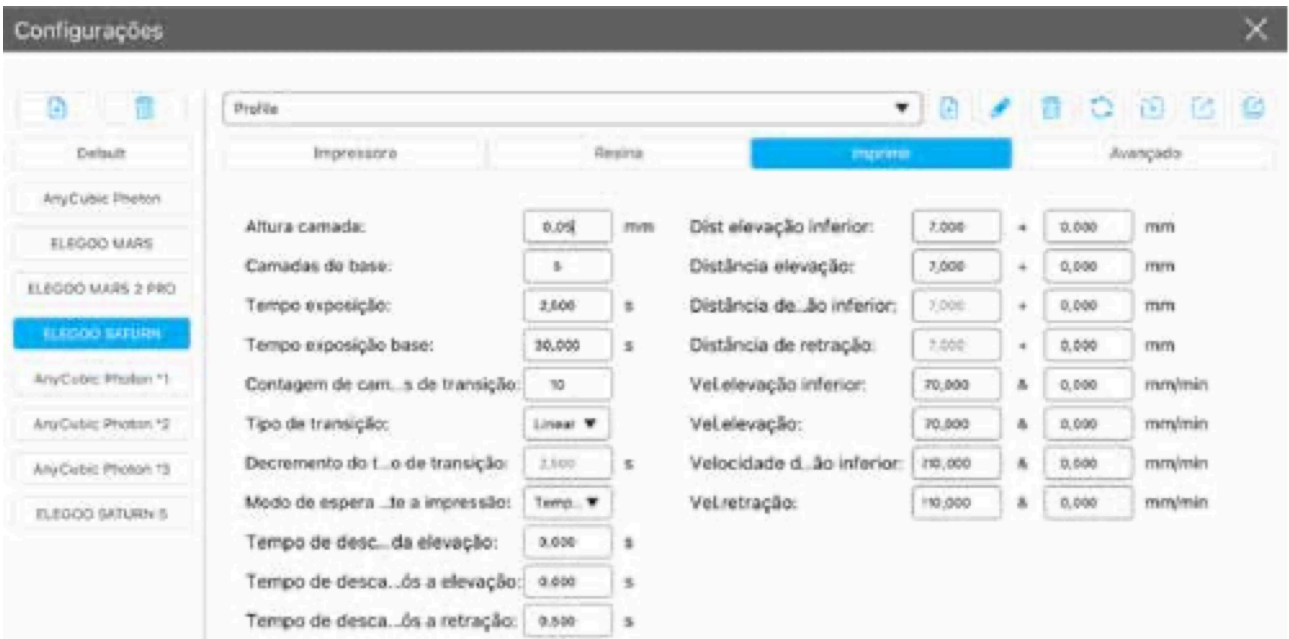 Configurações
Profile
Default
Impressora
Resina
Imprimir
Avançado
AnyCubic Photon
ELEGOO MARS
ELEGOO MARS 2 PRO
ELEGOO SATURN
AnyCubic Photon *1
AnyCubic Photon *2
AnyCubic Photon *3
ELEGOO SATURN S
Altura camada: 0,05 mm
Camadas de base: 5
Tempo exposição: 2,500 s
Tempo exposição base: 30,000 s
Contagem de cam...s de transição: 10
Tipo de transição: Linear
Decremento do t...o de transição: 2,500 s
Modo de espera ...te a impressão: Temp...
Tempo de desc...da elevação: 0,000 s
Tempo de desca...ós a elevação: 0,000 s
Tempo de desca...ós a retração: 0,500 s
Dist elevação inferior: 7,000 + 0,000 mm
Distância elevação: 7,000 + 0,000 mm
Distância de...ão inferior: 7,000 + 0,000 mm
Distância de retração: 7,000 + 0,000 mm
Vel.elevação inferior: 70,000 & 0,000 mm/min
Vel.elevação: 70,000 & 0,000 mm/min
Velocidade d...ão inferior: & 0,000 mm/min
Vel.retração: & 0,000 mm/min